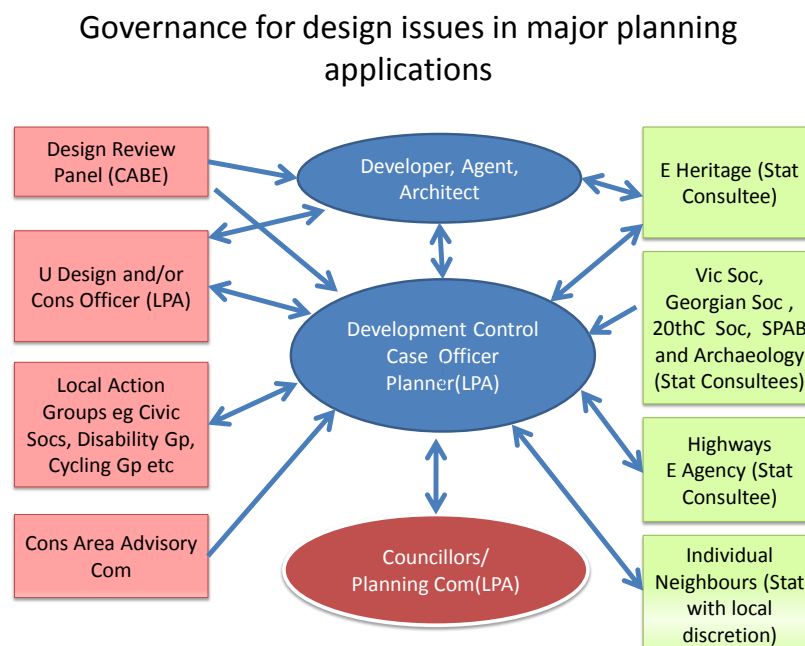 Governance for design issues in major planning
applications
Design Review
Panel (CABE)
U Design and/or
Cons Officer (LPA)
Local Action
Groups eg Civic
Socs, Disability Gp,
Cycling Gp etc
Cons Area Advisory
Com
Developer, Agent,
Architect
Development Control
Case Officer
Planner(LPA)
Councillors/
Planning Com(LPA)
E Heritage (Stat
Consultee)
Vic Soc,
Georgian Soc ,
20thC Soc, SPAB
and Archaeology
(Stat Consultees)
Highways
E Agency (Stat
Consultee)
Individual
Neighbours (Stat
with local
discretion)